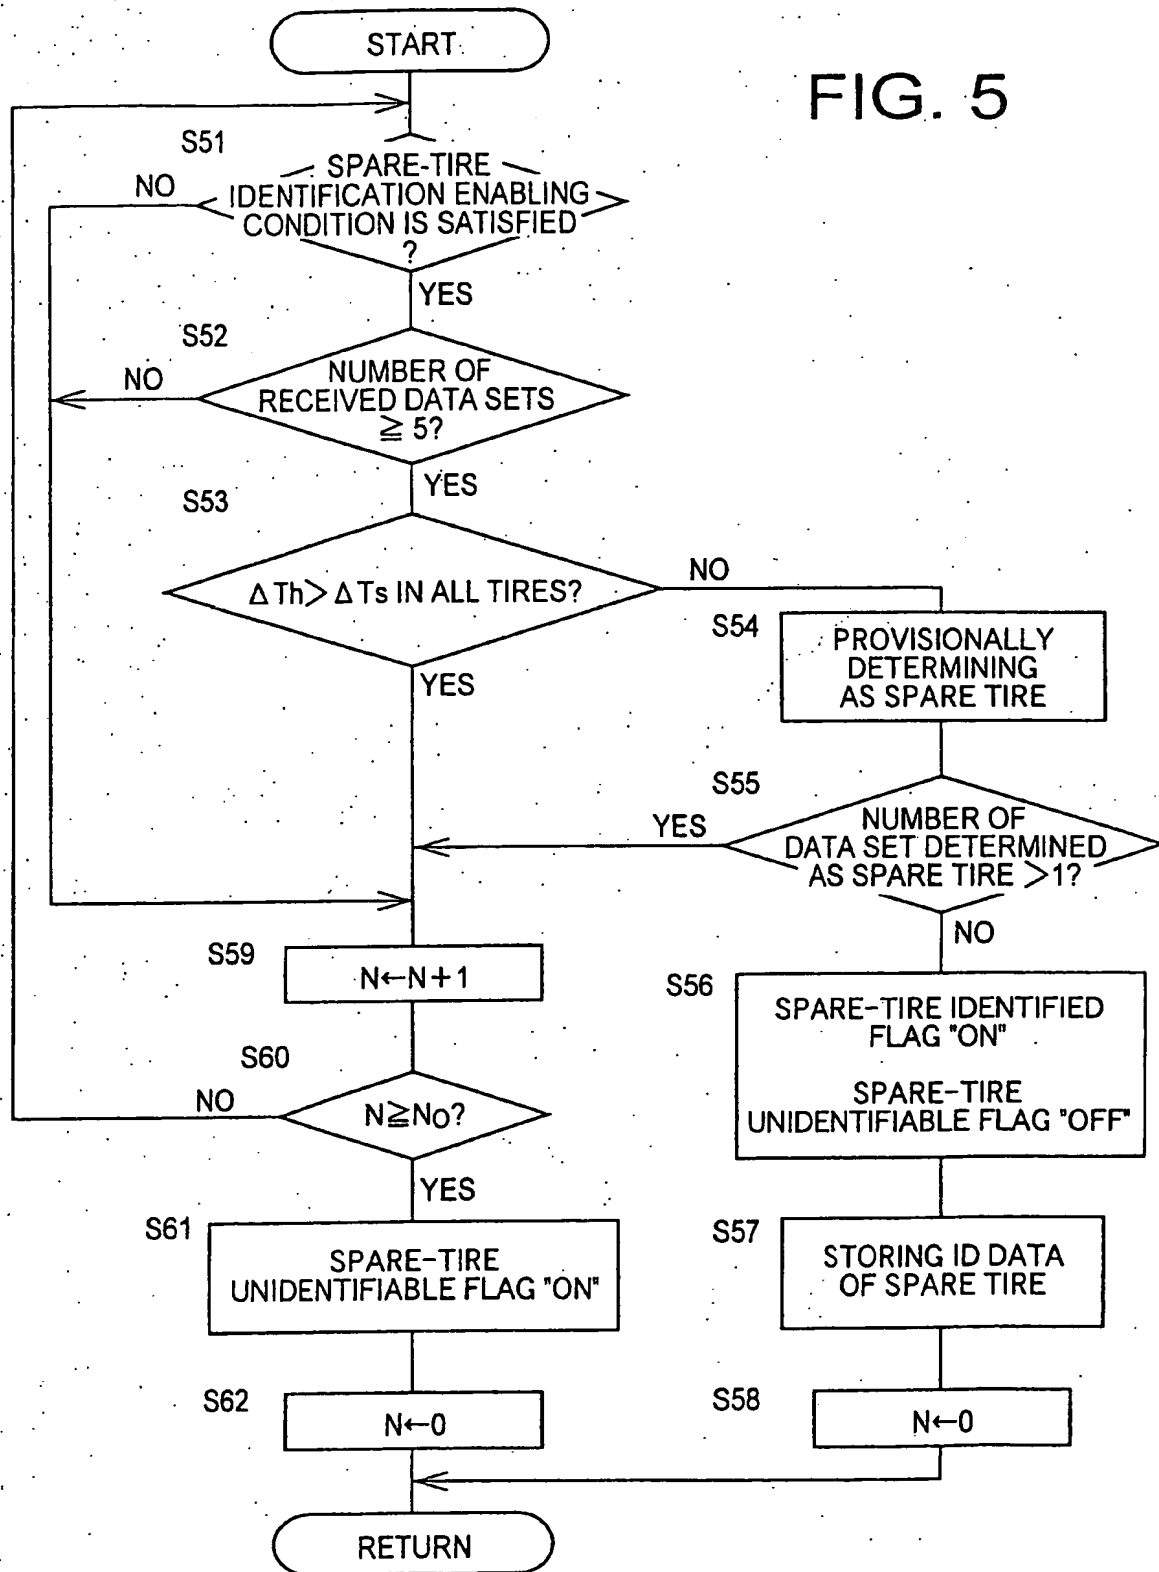 START
FIG. 5
S51
SPARE-TIRE
IDENTIFICATION ENABLING
CONDITION IS SATISFIED
?
NO
YES
S52
NUMBER OF
RECEIVED DATA SETS
≧ 5?
NO
YES
S53
ΔTh> ΔTs IN ALL TIRES?
NO
YES
S54
PROVISIONALLY
DETERMINING
AS SPARE TIRE
S55
NUMBER OF
DATA SET DETERMINED
AS SPARE TIRE >1?
YES
NO
S56
SPARE-TIRE IDENTIFIED
FLAG "ON"
SPARE-TIRE
UNIDENTIFIABLE FLAG "OFF"
S57
STORING ID DATA
OF SPARE TIRE
S58
N←0
S59
N←N+1
S60
N≧No?
NO
YES
S61
SPARE-TIRE
UNIDENTIFIABLE FLAG "ON"
S62
N←0
RETURN